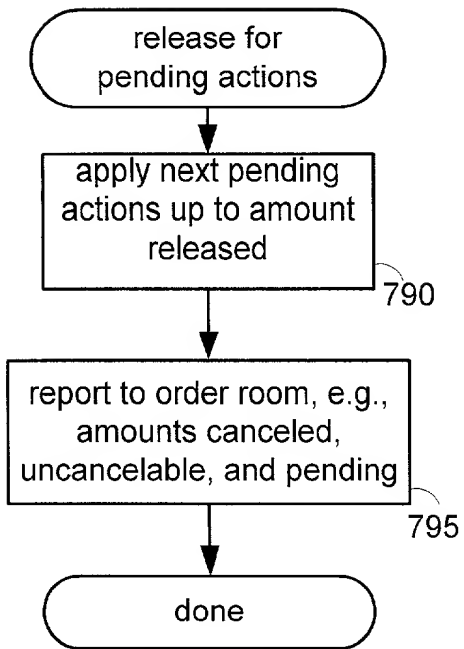 release for
pending actions
apply next pending
actions up to amount
released
790
report to order room, e.g.,
amounts canceled,
uncancelable, and pending
795
done